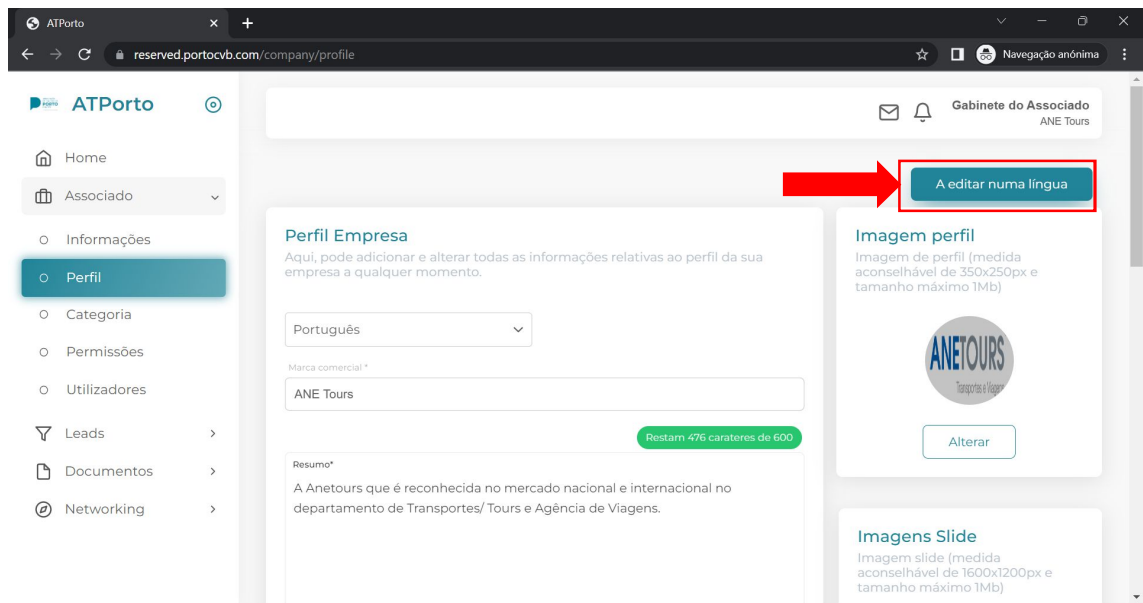 ATPorto
reserved.portocvb.com/company/profile
Navegação anónima
ATPorto
Home
Associado
Informações
Perfil
Categoria
Permissões
Utilizadores
Leads
Documentos
Networking
Gabinete do Associado
ANE Tours
A editar numa língua
Perfil Empresa
Aqui, pode adicionar e alterar todas as informações relativas ao perfil da sua
empresa a qualquer momento.
Português
Marca comercial *
ANE Tours
Restam 476 carateres de 600
Resumo*
A Anetours que é reconhecida no mercado nacional e internacional no
departamento de Transportes/ Tours e Agência de Viagens.
Imagem perfil
Imagem de perfil (medida
aconselhável de 350x250px e
tamanho máximo 1Mb)
ANETOURS
Transportes e Viagens
Alterar
Imagens Slide
Imagem slide (medida
aconselhável de 1600x1200px e
tamanho máximo 1Mb)